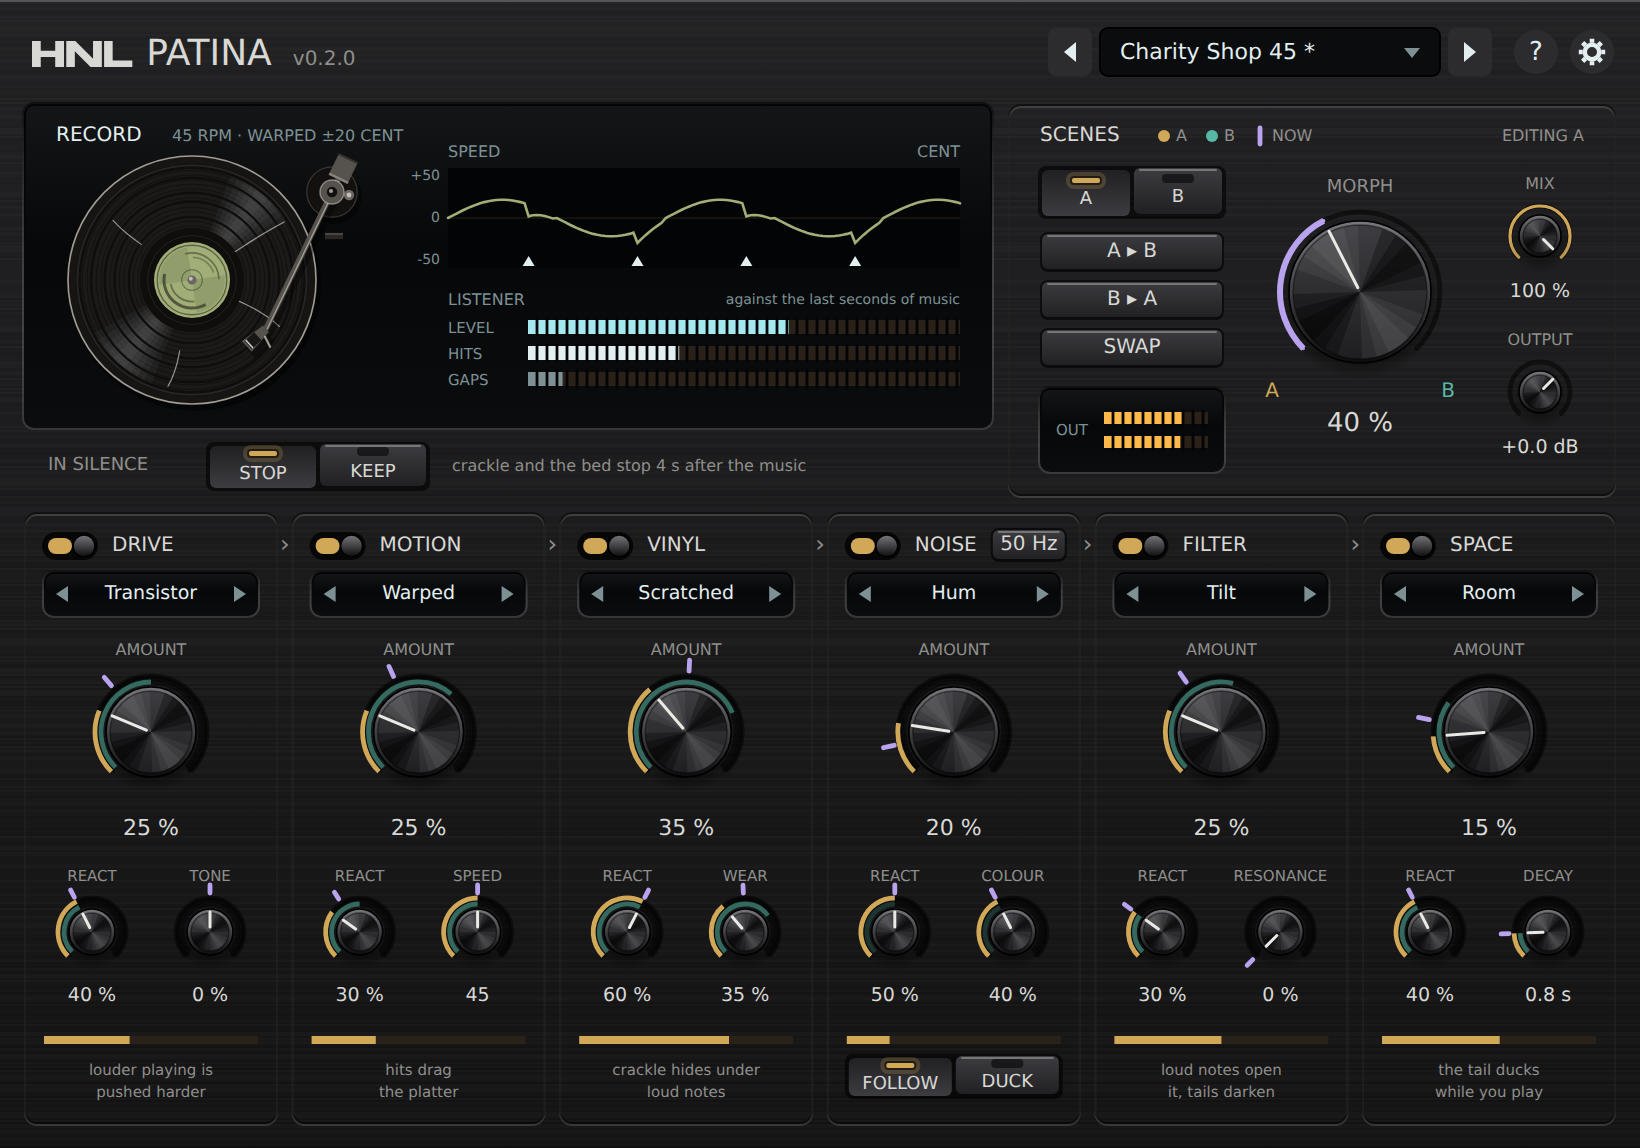 HNL PATINA v0.2.0
Charity Shop 45 *
?
RECORD 45 RPM · WARPED ±20 CENT
SPEED CENT
+50
0
-50
LISTENER against the last seconds of music
LEVEL
HITS
GAPS
IN SILENCE STOP KEEP crackle and the bed stop 4 s after the music
SCENES A B NOW EDITING A
A B
A ▸ B
B ▸ A
SWAP
OUT
MORPH
A B
40 %
MIX
100 %
OUTPUT
+0.0 dB
DRIVE › MOTION › VINYL › NOISE 50 Hz › FILTER › SPACE
Transistor Warped Scratched Hum Tilt Room
AMOUNT AMOUNT AMOUNT AMOUNT AMOUNT AMOUNT
25 % 25 % 35 % 20 % 25 % 15 %
REACT TONE REACT SPEED REACT WEAR REACT COLOUR REACT RESONANCE REACT DECAY
40 % 0 % 30 % 45 60 % 35 % 50 % 40 % 30 % 0 % 40 % 0.8 s
louder playing is
pushed harder
hits drag
the platter
crackle hides under
loud notes
FOLLOW DUCK
loud notes open
it, tails darken
the tail ducks
while you play